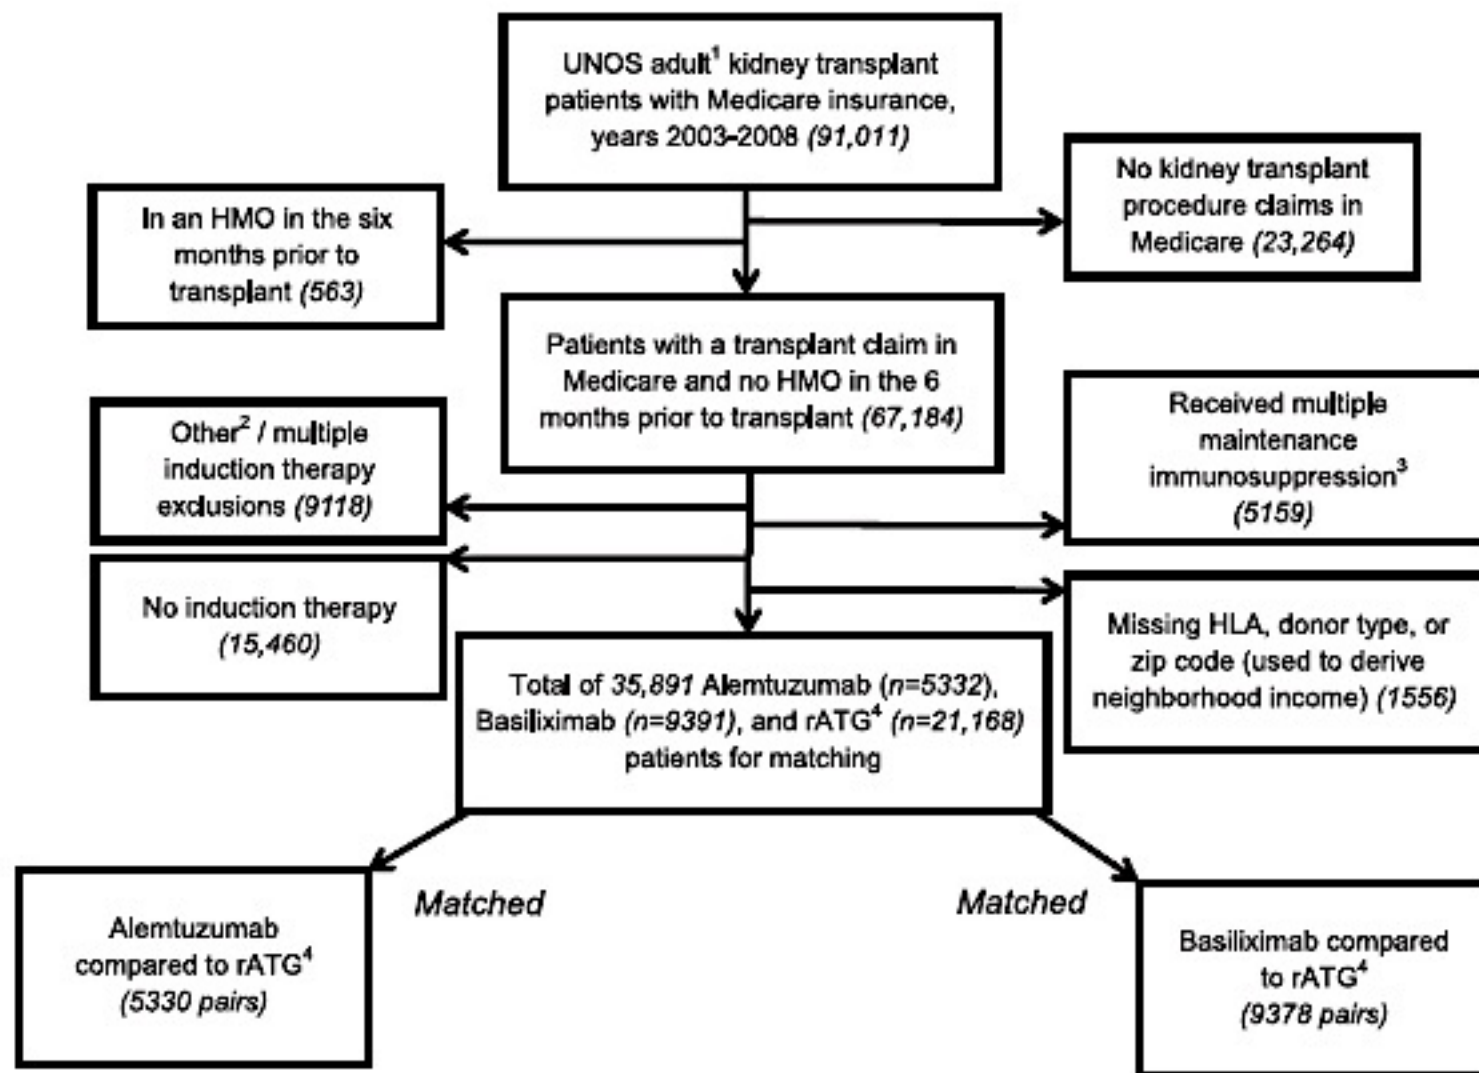 UNOS adult¹ kidney transplant
patients with Medicare insurance,
years 2003-2008 (91,011)
No kidney transplant
procedure claims in
Medicare (23,264)
In an HMO in the six
months prior to
transplant (563)
Patients with a transplant claim in
Medicare and no HMO in the 6
months prior to transplant (67,184)
Other² / multiple
induction therapy
exclusions (9118)
Received multiple
maintenance
immunosuppression³
(5159)
No induction therapy
(15,460)
Missing HLA, donor type, or
zip code (used to derive
neighborhood income) (1556)
Total of 35,891 Alemtuzumab (n=5332),
Basiliximab (n=9391), and rATG⁴ (n=21,168)
patients for matching
Matched
Matched
Alemtuzumab
compared to rATG⁴
(5330 pairs)
Basiliximab compared
to rATG⁴
(9378 pairs)